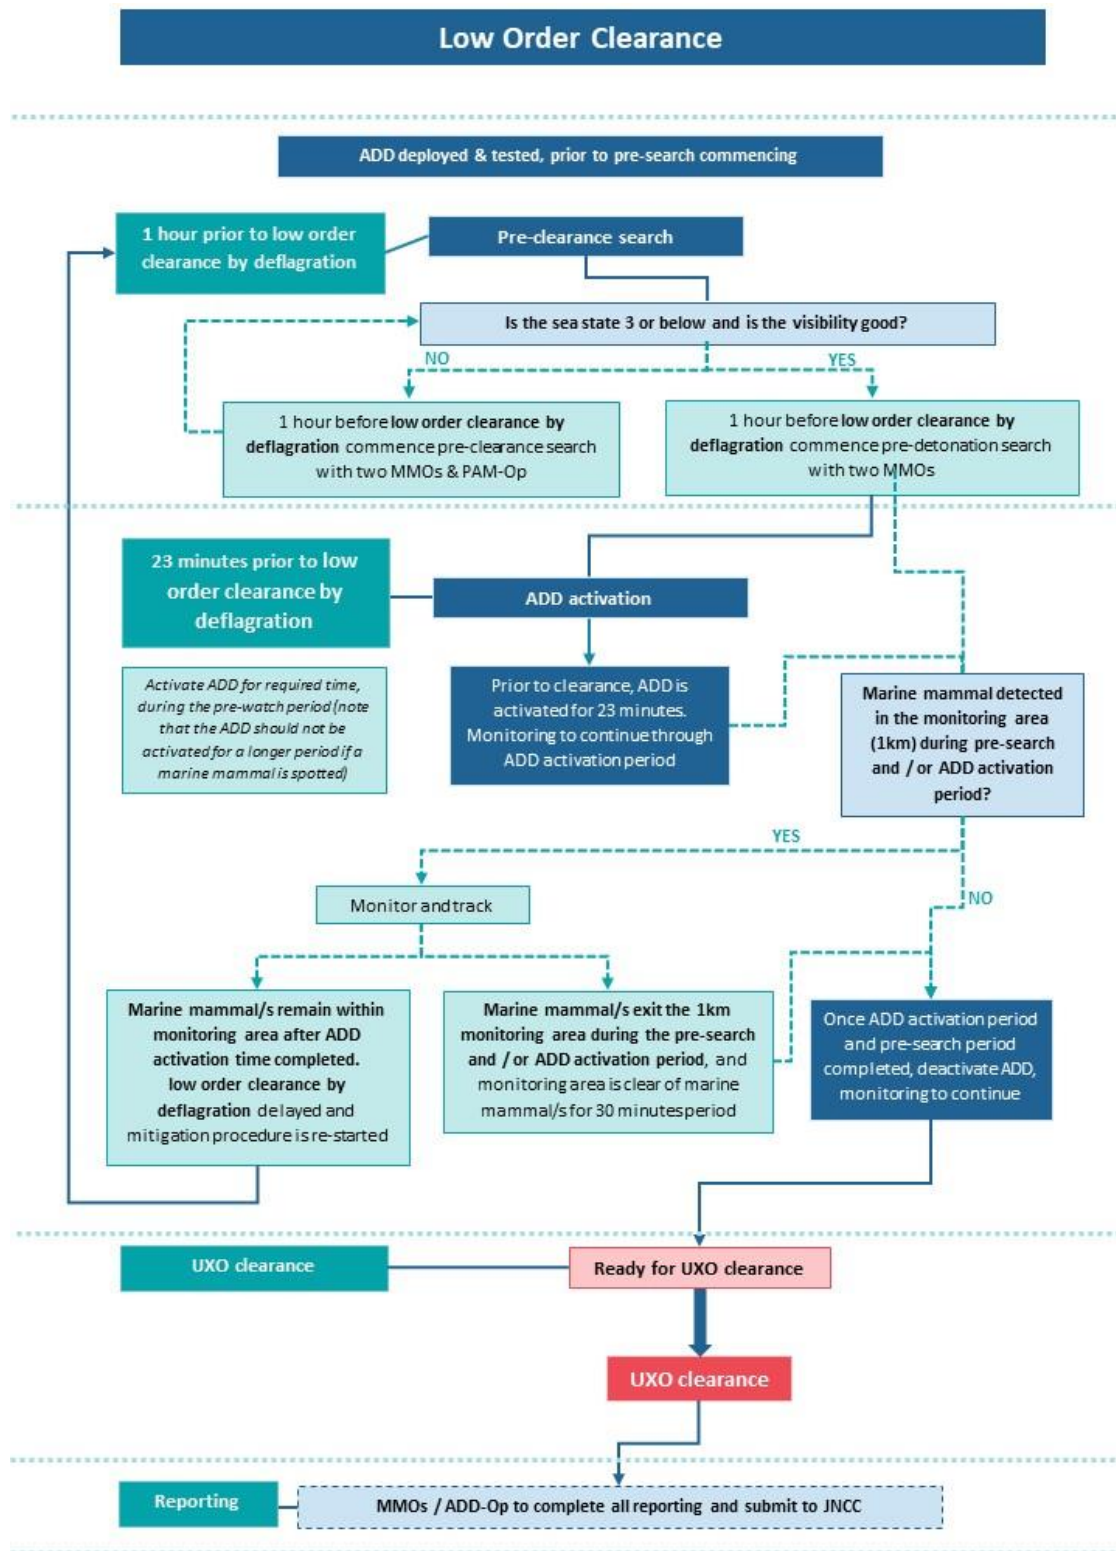 Low Order Clearance
ADD deployed & tested, prior to pre-search commencing
1 hour prior to low order
clearance by deflagration
Pre-clearance search
Is the sea state 3 or below and is the visibility good?
NO
YES
1 hour before low order clearance by
deflagration commence pre-clearance search
with two MMOs & PAM-Op
1 hour before low order clearance by
deflagration commence pre-detonation search
with two MMOs
23 minutes prior to low
order clearance by
deflagration
ADD activation
Activate ADD for required time,
during the pre-watch period (note
that the ADD should not be
activated for a longer period if a
marine mammal is spotted)
Prior to clearance, ADD is
activated for 23 minutes.
Monitoring to continue through
ADD activation period
Marine mammal detected
in the monitoring area
(1km) during pre-search
and / or ADD activation
period?
YES
NO
Monitor and track
Marine mammal/s remain within
monitoring area after ADD
activation time completed.
low order clearance by
deflagration delayed and
mitigation procedure is re-started
Marine mammal/s exit the 1km
monitoring area during the pre-search
and / or ADD activation period, and
monitoring area is clear of marine
mammal/s for 30 minutes period
Once ADD activation period
and pre-search period
completed, deactivate ADD,
monitoring to continue
UXO clearance
Ready for UXO clearance
UXO clearance
Reporting
MMOs / ADD-Op to complete all reporting and submit to JNCC